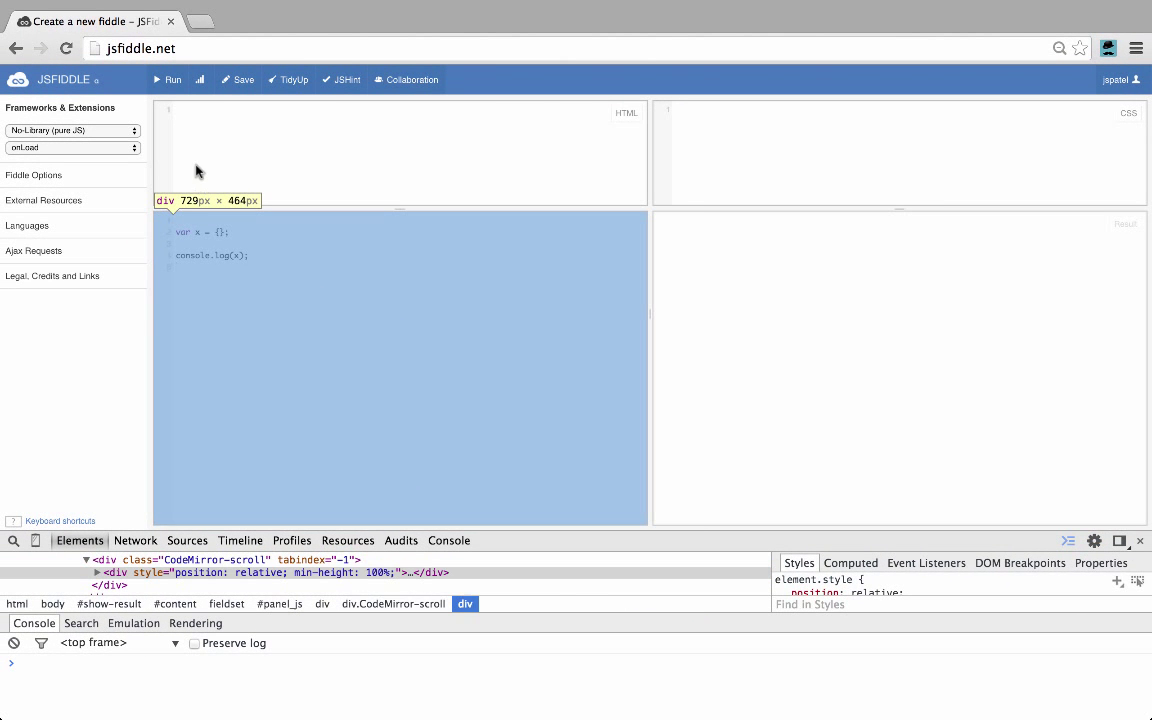 Create a new fiddle – JSFid
jsfiddle.net
JSFIDDLE α
Run
Save
TidyUp
JSHint
Collaboration
jspatel
Frameworks & Extensions
No-Library (pure JS)
onLoad
Fiddle Options
External Resources
Languages
Ajax Requests
Legal, Credits and Links
? Keyboard shortcuts
1
HTML
1
CSS
div 729px × 464px
var x = {};
console.log(x);
Result
Elements Network Sources Timeline Profiles Resources Audits Console
▼<div class="CodeMirror-scroll" tabindex="-1">
▶<div style="position: relative; min-height: 100%;">…</div>
</div>
html body #show-result #content fieldset #panel_js div div.CodeMirror-scroll div
Styles Computed Event Listeners DOM Breakpoints Properties
element.style {
position: relative;
Find in Styles
Console Search Emulation Rendering
<top frame> ▼ Preserve log
>